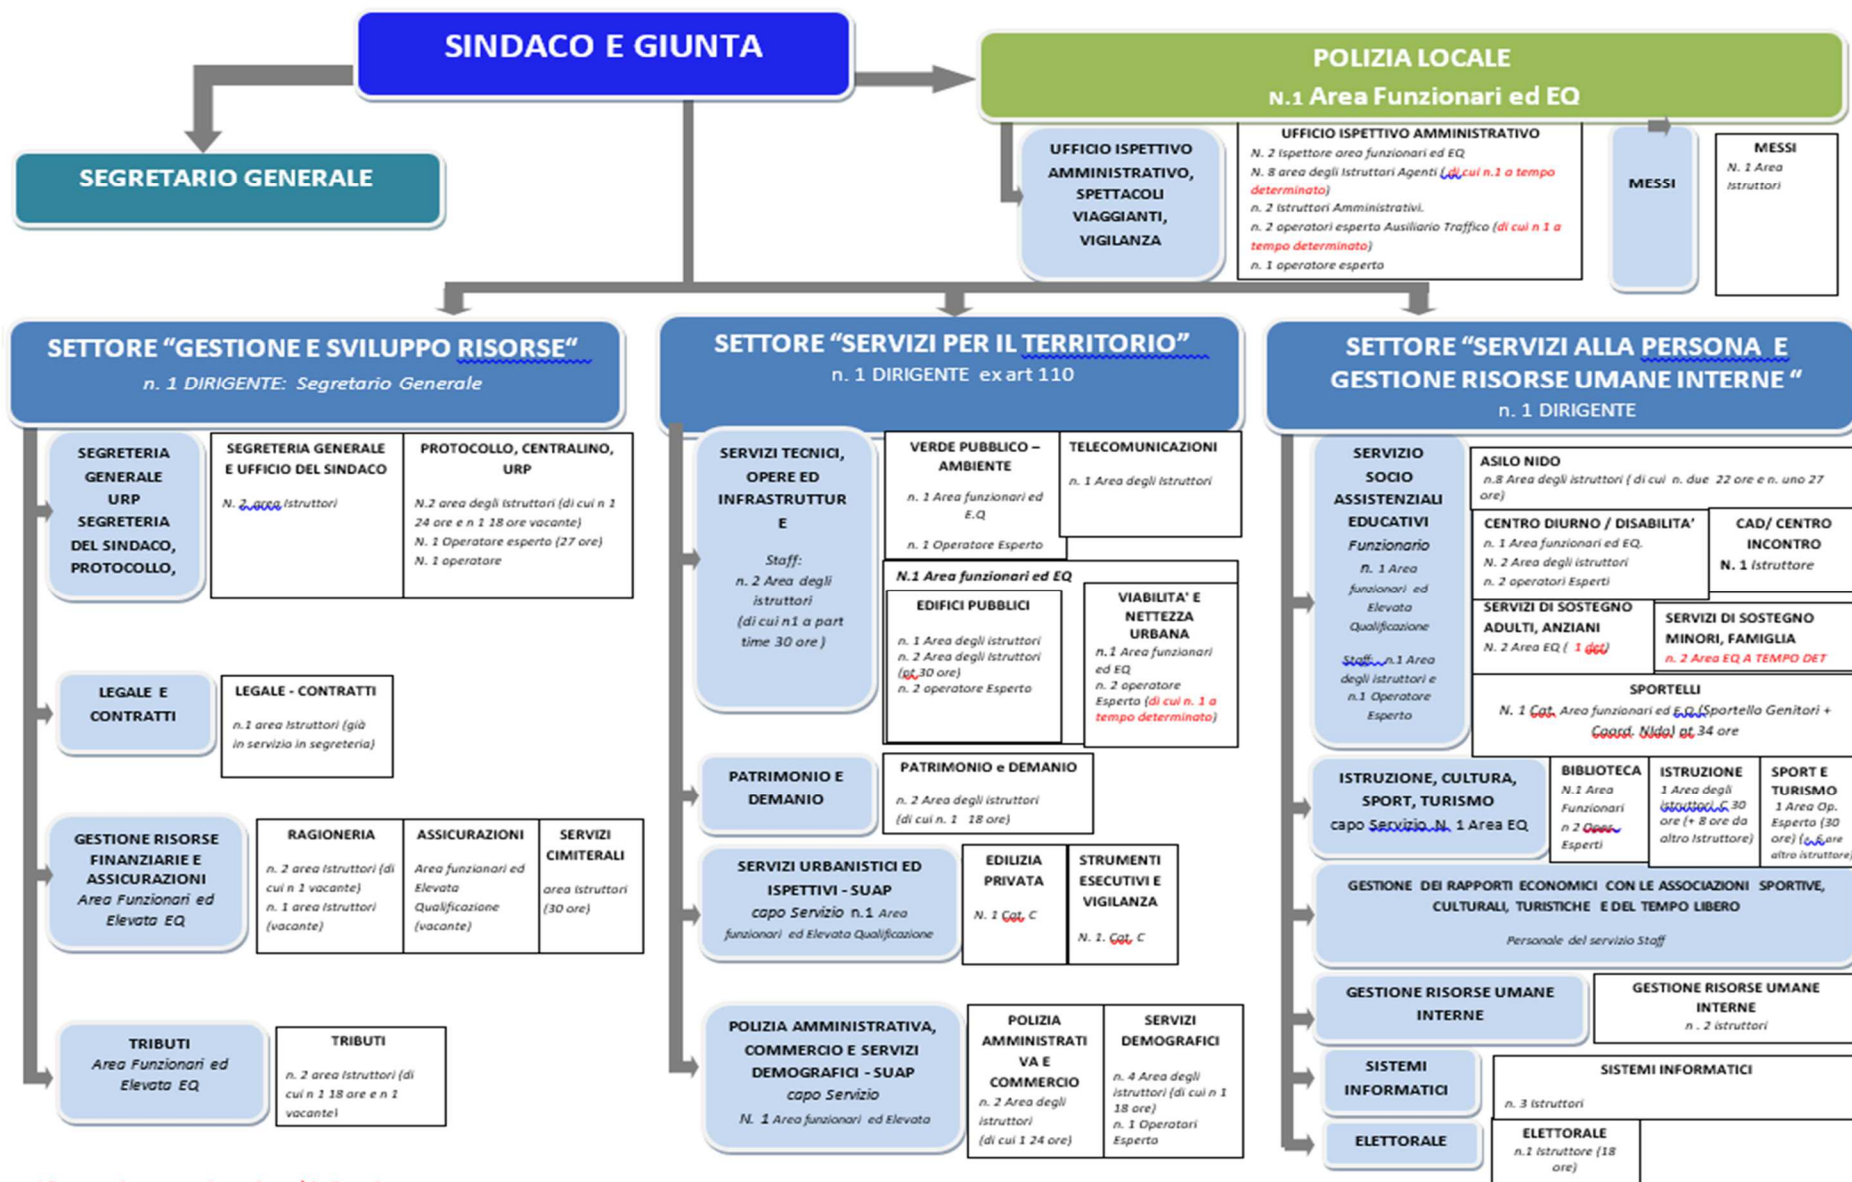 SINDACO E GIUNTA
POLIZIA LOCALE
N.1 Area Funzionari ed EQ
SEGRETARIO GENERALE
UFFICIO ISPETTIVO
AMMINISTRATIVO,
SPETTACOLI
VIAGGIANTI,
VIGILANZA
UFFICIO ISPETTIVO AMMINISTRATIVO
N. 2 Ispettore area funzionari ed EQ
N. 8 area degli Istruttori Agenti ( di cui n.1 a tempo
determinato)
n. 2 Istruttori Amministrativi.
n. 2 operatori esperto Ausiliario Traffico (di cui n 1 a
tempo determinato)
n. 1 operatore esperto
MESSI
MESSI
N. 1 Area
Istruttori
SETTORE “GESTIONE E SVILUPPO RISORSE“
n. 1 DIRIGENTE: Segretario Generale
SEGRETERIA
GENERALE
URP
SEGRETERIA
DEL SINDACO,
PROTOCOLLO,
SEGRETERIA GENERALE
E UFFICIO DEL SINDACO
N. 2 area Istruttori
PROTOCOLLO, CENTRALINO,
URP
N.2 area degli Istruttori (di cui n 1
24 ore e n 1 18 ore vacante)
N. 1 Operatore esperto (27 ore)
N. 1 operatore
LEGALE E
CONTRATTI
LEGALE - CONTRATTI
n.1 area Istruttori (già
in servizio in segreteria)
GESTIONE RISORSE
FINANZIARIE E
ASSICURAZIONI
Area Funzionari ed
Elevata EQ
RAGIONERIA
n. 2 area Istruttori (di
cui n 1 vacante)
n. 1 area Istruttori
(vacante)
ASSICURAZIONI
Area funzionari ed
Elevata
Qualificazione
(vacante)
SERVIZI
CIMITERALI
area Istruttori
(30 ore)
TRIBUTI
Area Funzionari ed
Elevata EQ
TRIBUTI
n. 2 area Istruttori (di
cui n 1 18 ore e n 1
vacante)
SETTORE “SERVIZI PER IL TERRITORIO”
n. 1 DIRIGENTE ex art 110
SERVIZI TECNICI,
OPERE ED
INFRASTRUTTUR
E
Staff:
n. 2 Area degli
istruttori
(di cui n1 a part
time 30 ore )
VERDE PUBBLICO –
AMBIENTE
n. 1 Area funzionari ed
E.Q
n. 1 Operatore Esperto
TELECOMUNICAZIONI
n. 1 Area degli Istruttori
N.1 Area funzionari ed EQ
EDIFICI PUBBLICI
n. 1 Area degli istruttori
n. 2 Area degli Istruttori
(pt 30 ore)
n. 2 operatore Esperto
VIABILITA' E
NETTEZZA
URBANA
n.1 Area funzionari
ed EQ
n. 2 operatore
Esperto (di cui n. 1 a
tempo determinato)
PATRIMONIO E
DEMANIO
PATRIMONIO e DEMANIO
n. 2 Area degli istruttori
(di cui n. 1 18 ore)
SERVIZI URBANISTICI ED
ISPETTIVI - SUAP
capo Servizio n.1 Area
funzionari ed Elevata Qualificazione
EDILIZIA
PRIVATA
N. 1 Cat. C
STRUMENTI
ESECUTIVI E
VIGILANZA
N. 1. Cat. C
POLIZIA AMMINISTRATIVA,
COMMERCIO E SERVIZI
DEMOGRAFICI - SUAP
capo Servizio
N. 1 Area funzionari ed Elevata
POLIZIA
AMMINISTRATI
VA E
COMMERCIO
n. 2 Area degli
istruttori
(di cui 1 24 ore)
SERVIZI
DEMOGRAFICI
n. 4 Area degli
istruttori (di cui n 1
18 ore)
n. 1 Operatori
Esperto
SETTORE “SERVIZI ALLA PERSONA E
GESTIONE RISORSE UMANE INTERNE “
n. 1 DIRIGENTE
SERVIZIO
SOCIO
ASSISTENZIALI
EDUCATIVI
Funzionario
n. 1 Area
funzionari ed
Elevata
Qualificazione
Staff: n.1 Area
degli istruttori e
n.1 Operatore
Esperto
ASILO NIDO
n.8 Area degli istruttori ( di cui n. due 22 ore e n. uno 27
ore)
CENTRO DIURNO / DISABILITA’
n. 1 Area funzionari ed EQ.
N. 2 Area degli istruttori
n. 2 operatori Esperti
CAD/ CENTRO
INCONTRO
N. 1 Istruttore
SERVIZI DI SOSTEGNO
ADULTI, ANZIANI
N. 2 Area EQ ( 1 det)
SERVIZI DI SOSTEGNO
MINORI, FAMIGLIA
n. 2 Area EQ A TEMPO DET
SPORTELLI
N. 1 Cat. Area funzionari ed E.Q.(Sportello Genitori +
Coord. NIda) pt 34 ore
ISTRUZIONE, CULTURA,
SPORT, TURISMO
capo Servizio N. 1 Area EQ
BIBLIOTECA
N.1 Area
Funzionari
n 2 Oper.
Esperti
ISTRUZIONE
1 Area degli
istruttori C 30
ore (+ 8 ore da
altro Istruttore)
SPORT E
TURISMO
1 Area Op.
Esperto (30
ore) (+ 6 ore
altro istruttore)
GESTIONE DEI RAPPORTI ECONOMICI CON LE ASSOCIAZIONI SPORTIVE,
CULTURALI, TURISTICHE E DEL TEMPO LIBERO
Personale del servizio Staff
GESTIONE RISORSE UMANE
INTERNE
GESTIONE RISORSE UMANE
INTERNE
n . 2 istruttori
SISTEMI
INFORMATICI
SISTEMI INFORMATICI
n. 3 Istruttori
ELETTORALE
ELETTORALE
n.1 Istruttore (18
ore)